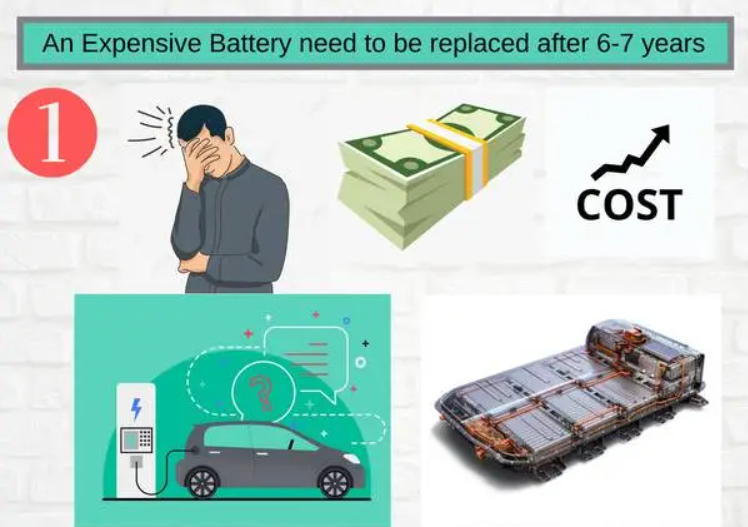 An Expensive Battery need to be replaced after 6-7 years
1
COST
?